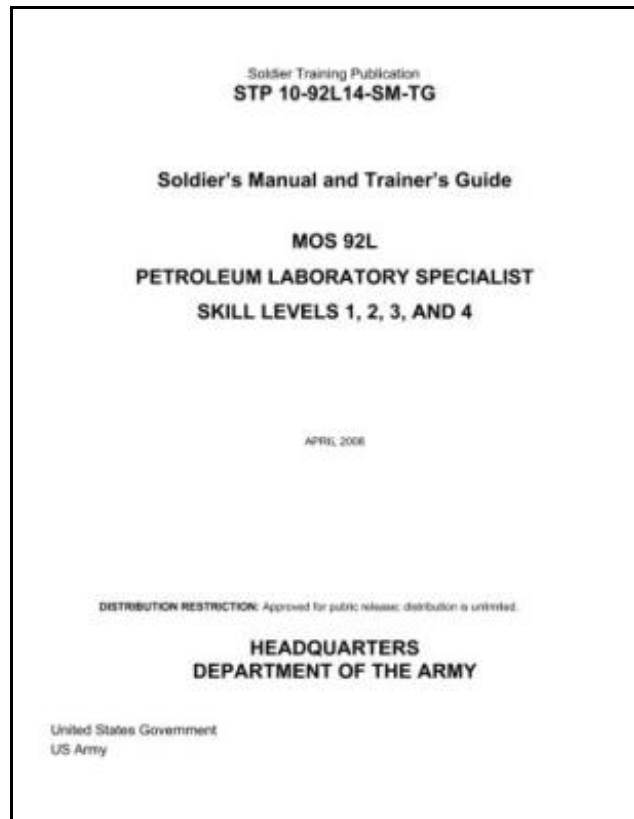 Soldier Training Publication
STP 10-92L14-SM-TG
Soldier's Manual and Trainer's Guide
MOS 92L
PETROLEUM LABORATORY SPECIALIST
SKILL LEVELS 1, 2, 3, AND 4
APRIL 2006
DISTRIBUTION RESTRICTION: Approved for public release; distribution is unlimited.
HEADQUARTERS
DEPARTMENT OF THE ARMY
United States Government
US Army